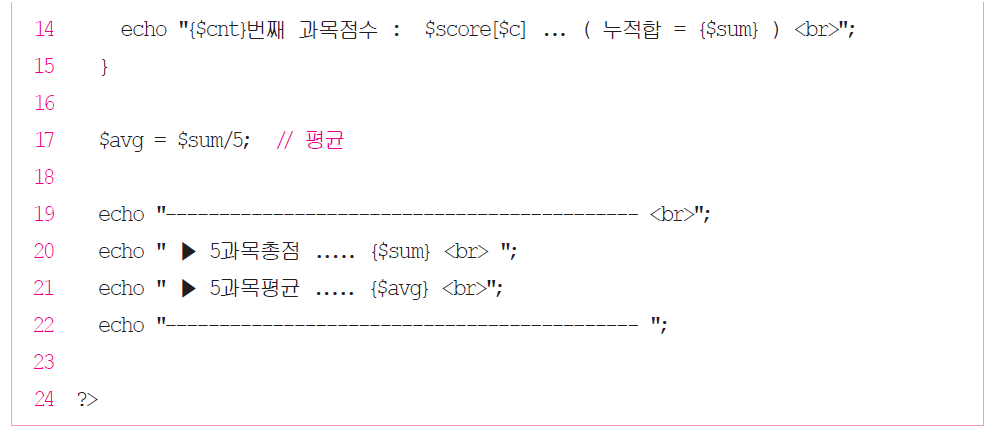 14 echo "{$cnt}번째 과목점수 : $score[$c] ... ( 누적합 = {$sum} ) <br>";
15 }
16
17 $avg = $sum/5; // 평균
18
19 echo "-------------------------------------------- <br>";
20 echo " ▶ 5과목총점 ..... {$sum} <br> ";
21 echo " ▶ 5과목평균 ..... {$avg} <br>";
22 echo "-------------------------------------------- ";
23
24 ?>